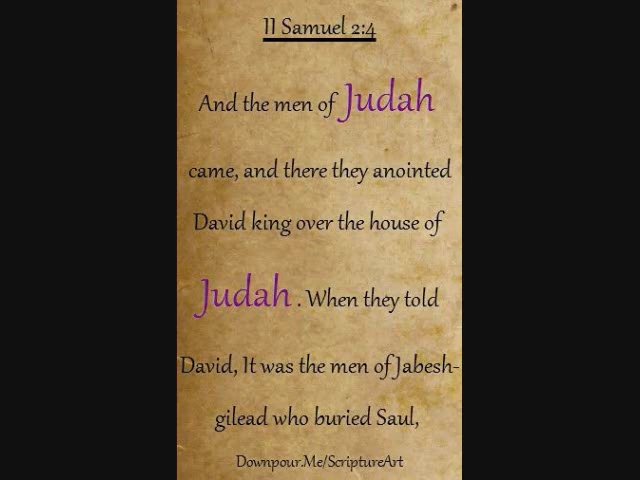 II Samuel 2:4
And the men of Judah
came, and there they anointed
David king over the house of
Judah . When they told
David, It was the men of Jabesh-
gilead who buried Saul,
Downpour.Me/ScriptureArt